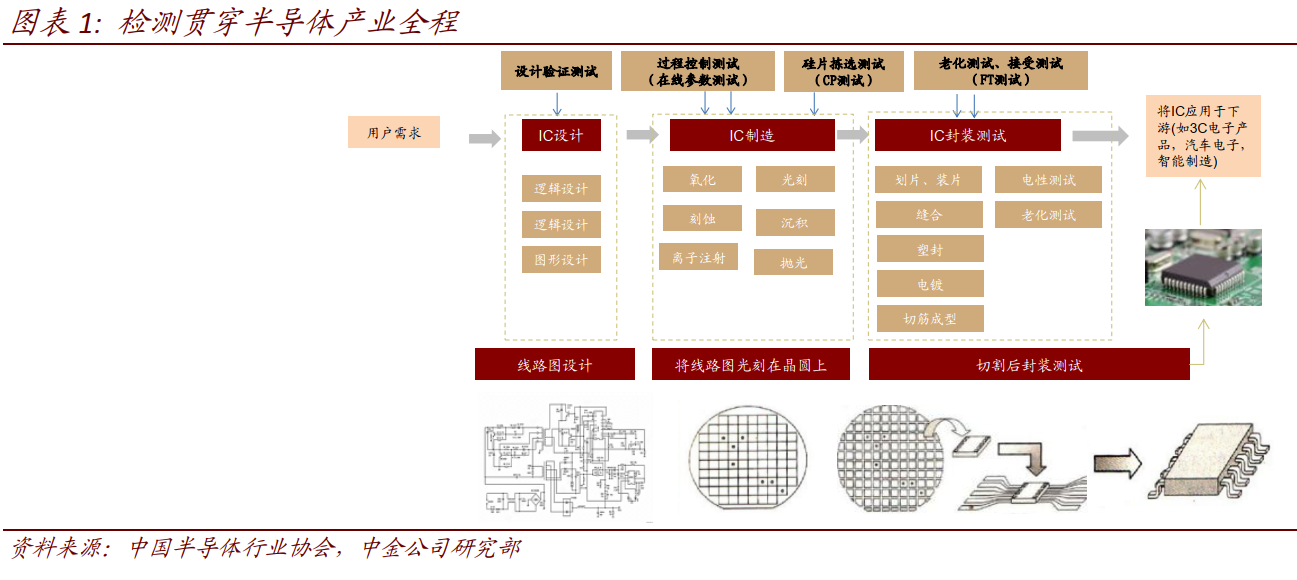 图表 1: 检测贯穿半导体产业全程
设计验证测试
过程控制测试
（在线参数测试）
硅片拣选测试
（CP测试）
老化测试、接受测试
（FT测试）
用户需求
IC设计
IC制造
IC封装测试
将IC应用于下
游(如3C电子产
品，汽车电子，
智能制造)
逻辑设计
逻辑设计
图形设计
氧化
光刻
刻蚀
沉积
离子注射
抛光
划片、装片
电性测试
缝合
老化测试
塑封
电镀
切筋成型
线路图设计
将线路图光刻在晶圆上
切割后封装测试
资料来源：中国半导体行业协会，中金公司研究部